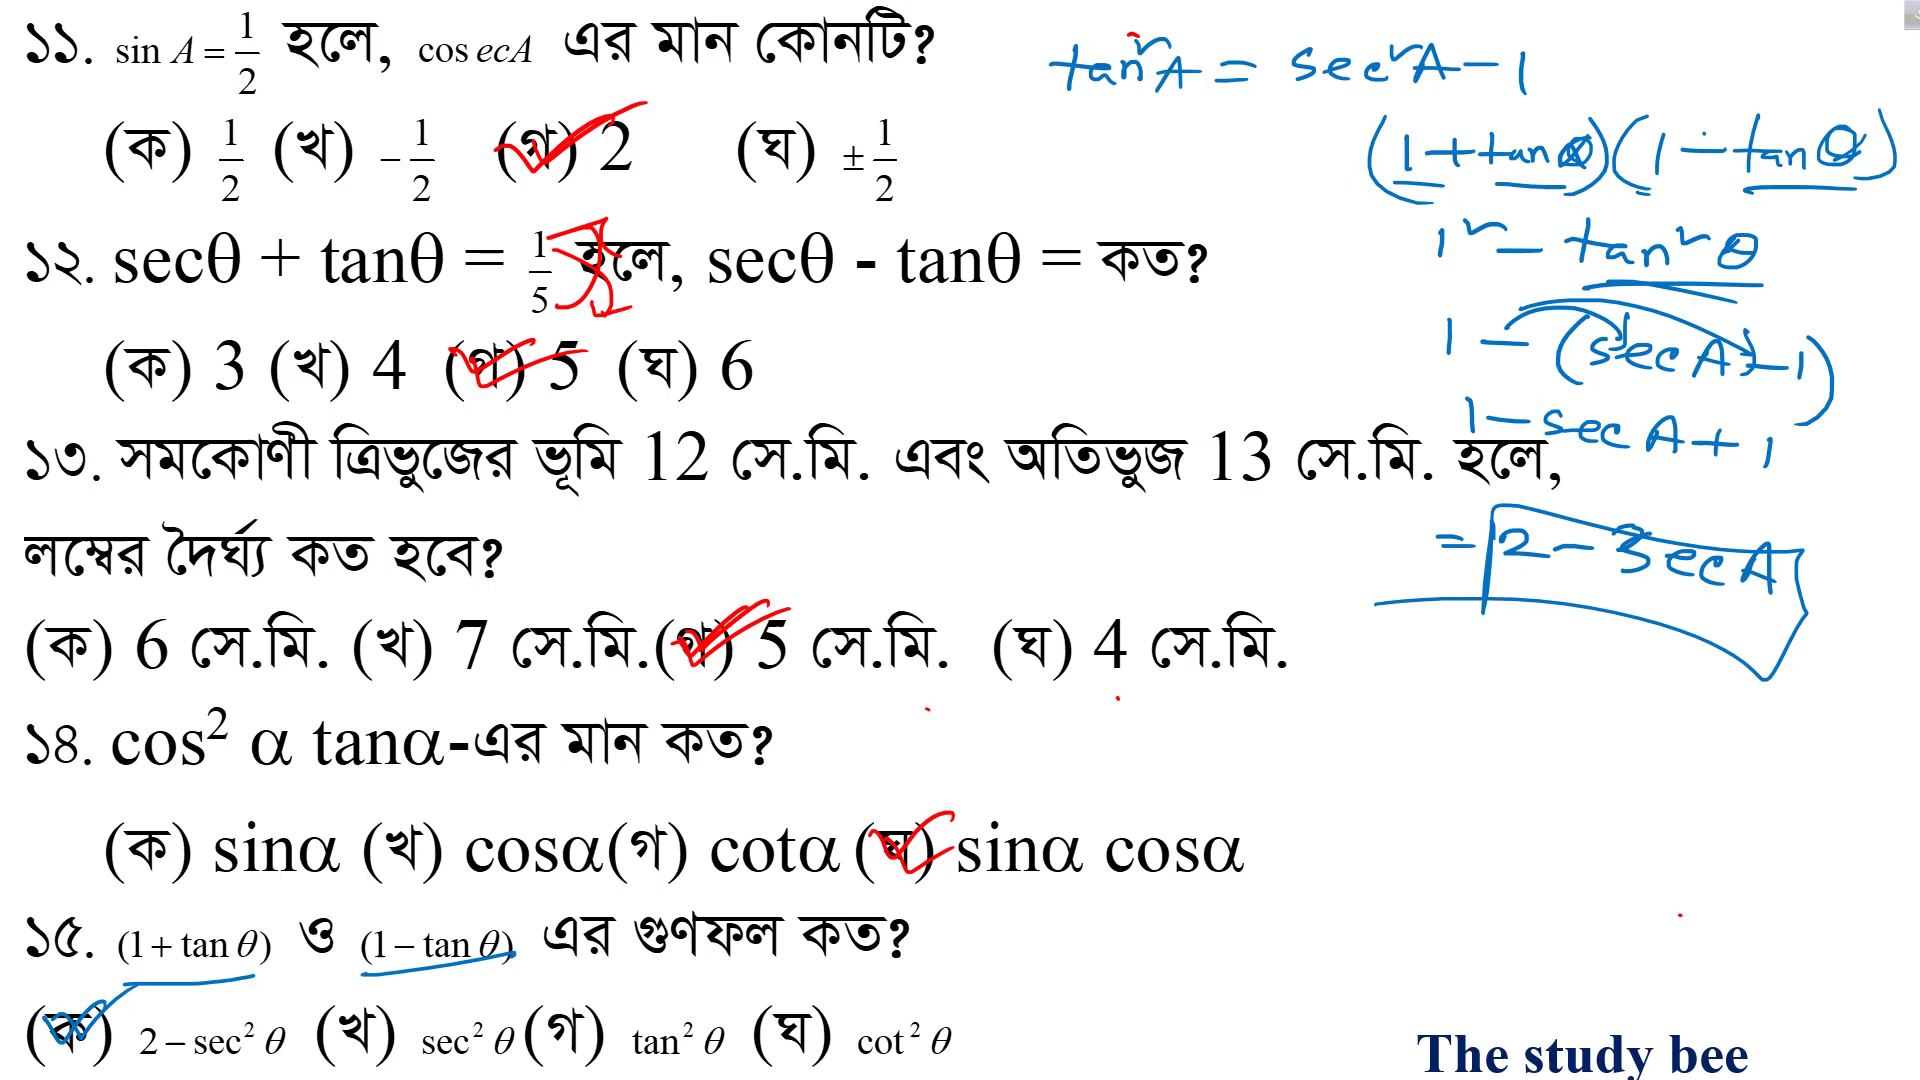 ১১. sin A = 1/2 হলে, cosecA এর মান কোনটি?
(ক) 1/2 (খ) -1/2 (গ) 2 (ঘ) ±1/2
১২. secθ + tanθ = 1/5 হলে, secθ - tanθ = কত?
(ক) 3 (খ) 4 (গ) 5 (ঘ) 6
১৩. সমকোণী ত্রিভুজের ভূমি 12 সে.মি. এবং অতিভুজ 13 সে.মি. হলে,
লম্বের দৈর্ঘ্য কত হবে?
(ক) 6 সে.মি. (খ) 7 সে.মি.(গ) 5 সে.মি. (ঘ) 4 সে.মি.
১৪. cos² α tanα-এর মান কত?
(ক) sinα (খ) cosα(গ) cotα (ঘ) sinα cosα
১৫. (1 + tan θ) ও (1 − tan θ) এর গুণফল কত?
(ক) 2 − sec² θ (খ) sec² θ (গ) tan² θ (ঘ) cot² θ
tan²A = sec²A − 1
(1 + tanθ)(1 − tanθ)
1² − tan²θ
1 − (sec²A − 1)
1 − sec²A + 1
= 2 − sec²A
The study bee